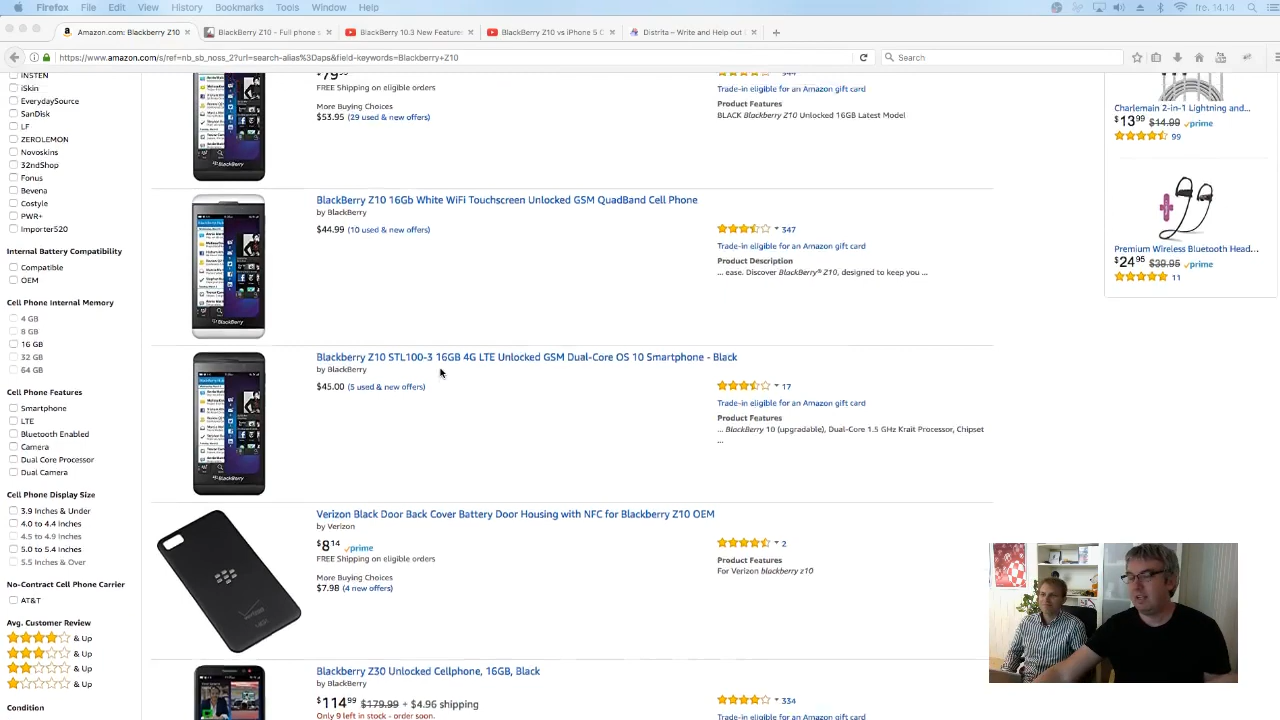 Firefox File Edit View History Bookmarks Tools Window Help fre. 14.14
Amazon.com: Blackberry Z10 × BlackBerry Z10 - Full phone s × BlackBerry 10.3 New Features × BlackBerry Z10 vs iPhone 5 C × Distrita – Write and Help out × +
https://www.amazon.com/s/ref=nb_sb_noss_2?url=search-alias%3Daps&field-keywords=Blackberry+Z10 Search
INSTEN
iSkin
EverydaySource
SanDisk
LF
ZEROLEMON
Novoskins
32ndShop
Fonus
Bevena
Costyle
PWR+
Importer520
Internal Battery Compatibility
Compatible
OEM
Cell Phone Internal Memory
4 GB
8 GB
16 GB
32 GB
64 GB
Cell Phone Features
Smartphone
LTE
Bluetooth Enabled
Camera
Dual Core Processor
Dual Camera
Cell Phone Display Size
3.9 Inches & Under
4.0 to 4.4 Inches
4.5 to 4.9 Inches
5.0 to 5.4 Inches
5.5 Inches & Over
No-Contract Cell Phone Carrier
AT&T
Avg. Customer Review
& Up
& Up
& Up
& Up
Condition
FREE Shipping on eligible orders
More Buying Choices
$53.95 (29 used & new offers)
Trade-in eligible for an Amazon gift card
Product Features
BLACK Blackberry Z10 Unlocked 16GB Latest Model
BlackBerry Z10 16Gb White WiFi Touchscreen Unlocked GSM QuadBand Cell Phone
by BlackBerry
$44.99 (10 used & new offers)
347
Trade-in eligible for an Amazon gift card
Product Description
... ease. Discover BlackBerry® Z10, designed to keep you ...
Blackberry Z10 STL100-3 16GB 4G LTE Unlocked GSM Dual-Core OS 10 Smartphone - Black
by BlackBerry
$45.00 (5 used & new offers)
17
Trade-in eligible for an Amazon gift card
Product Features
... Blackberry 10 (upgradable), Dual-Core 1.5 GHz Krait Processor, Chipset
...
Verizon Black Door Back Cover Battery Door Housing with NFC for Blackberry Z10 OEM
by Verizon
$8 14 prime
FREE Shipping on eligible orders
More Buying Choices
$7.98 (4 new offers)
2
Product Features
For Verizon blackberry z10
Blackberry Z30 Unlocked Cellphone, 16GB, Black
by BlackBerry
$114 99 $179.99 + $4.96 shipping
Only 9 left in stock - order soon.
334
Trade-in eligible for an Amazon gift card
Charlemain 2-in-1 Lightning and...
$13 99 $14.99 prime
99
Premium Wireless Bluetooth Head...
$24 95 $39.95 prime
11